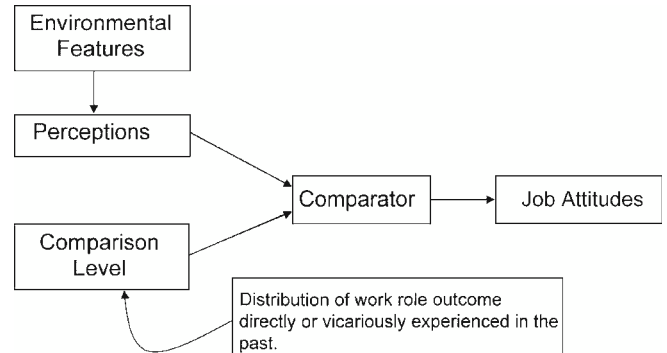 Environmental
Features
Perceptions
Comparator
Job Attitudes
Comparison
Level
Distribution of work role outcome
directly or vicariously experienced in the
past.